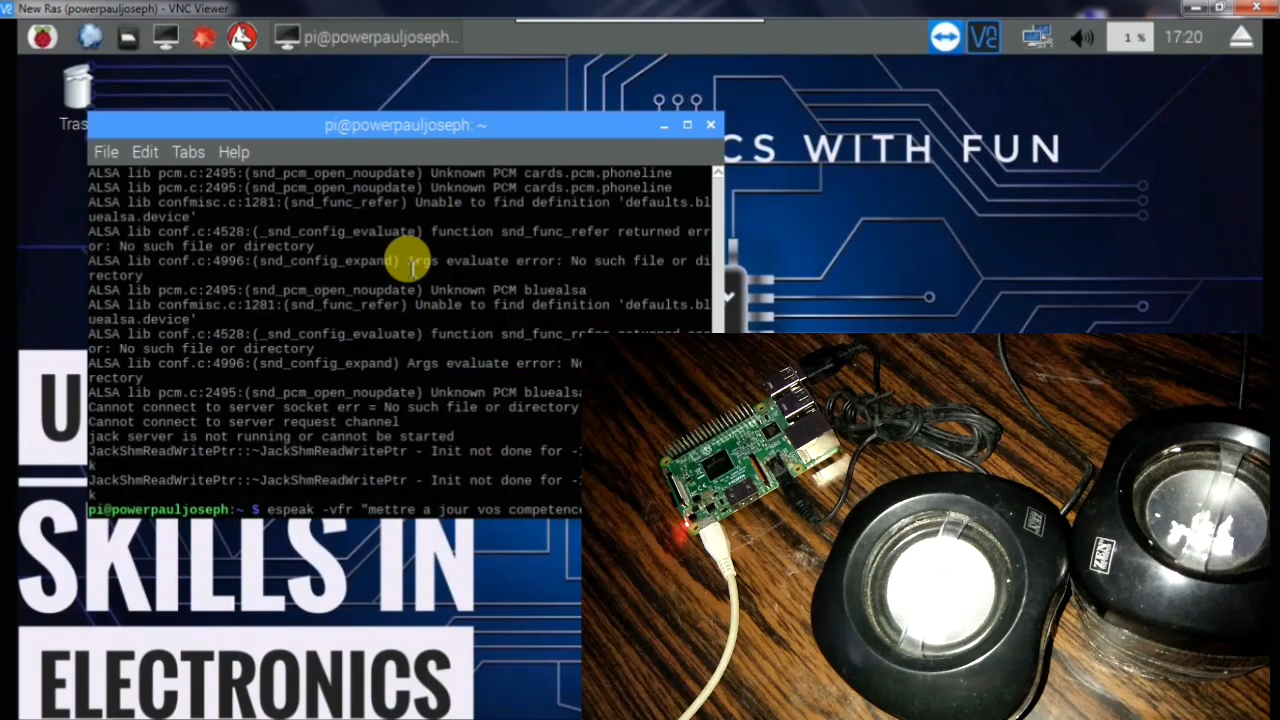 New Ras (powerpauljoseph) - VNC Viewer
pi@powerpauljoseph...
1 %
17:20
Tras
pi@powerpauljoseph: ~
File Edit Tabs Help
CS WITH FUN
ALSA lib pcm.c:2495:(snd_pcm_open_noupdate) Unknown PCM cards.pcm.phoneline
ALSA lib pcm.c:2495:(snd_pcm_open_noupdate) Unknown PCM cards.pcm.phoneline
ALSA lib confmisc.c:1281:(snd_func_refer) Unable to find definition 'defaults.bl
uealsa.device'
ALSA lib conf.c:4528:(_snd_config_evaluate) function snd_func_refer returned err
or: No such file or directory
ALSA lib conf.c:4996:(snd_config_expand) Args evaluate error: No such file or di
rectory
ALSA lib pcm.c:2495:(snd_pcm_open_noupdate) Unknown PCM bluealsa
ALSA lib confmisc.c:1281:(snd_func_refer) Unable to find definition 'defaults.bl
uealsa.device'
ALSA lib conf.c:4528:(_snd_config_evaluate) function snd_func_refer returned err
or: No such file or directory
ALSA lib conf.c:4996:(snd_config_expand) Args evaluate error: No
rectory
ALSA lib pcm.c:2495:(snd_pcm_open_noupdate) Unknown PCM bluealsa
Cannot connect to server socket err = No such file or directory
Cannot connect to server request channel
jack server is not running or cannot be started
JackShmReadWritePtr::~JackShmReadWritePtr - Init not done for -1
k
JackShmReadWritePtr::~JackShmReadWritePtr - Init not done for -1
k
pi@powerpauljoseph:~ $ espeak -vfr "mettre a jour vos competence
U
SKILLS IN
ELECTRONICS
ZEN